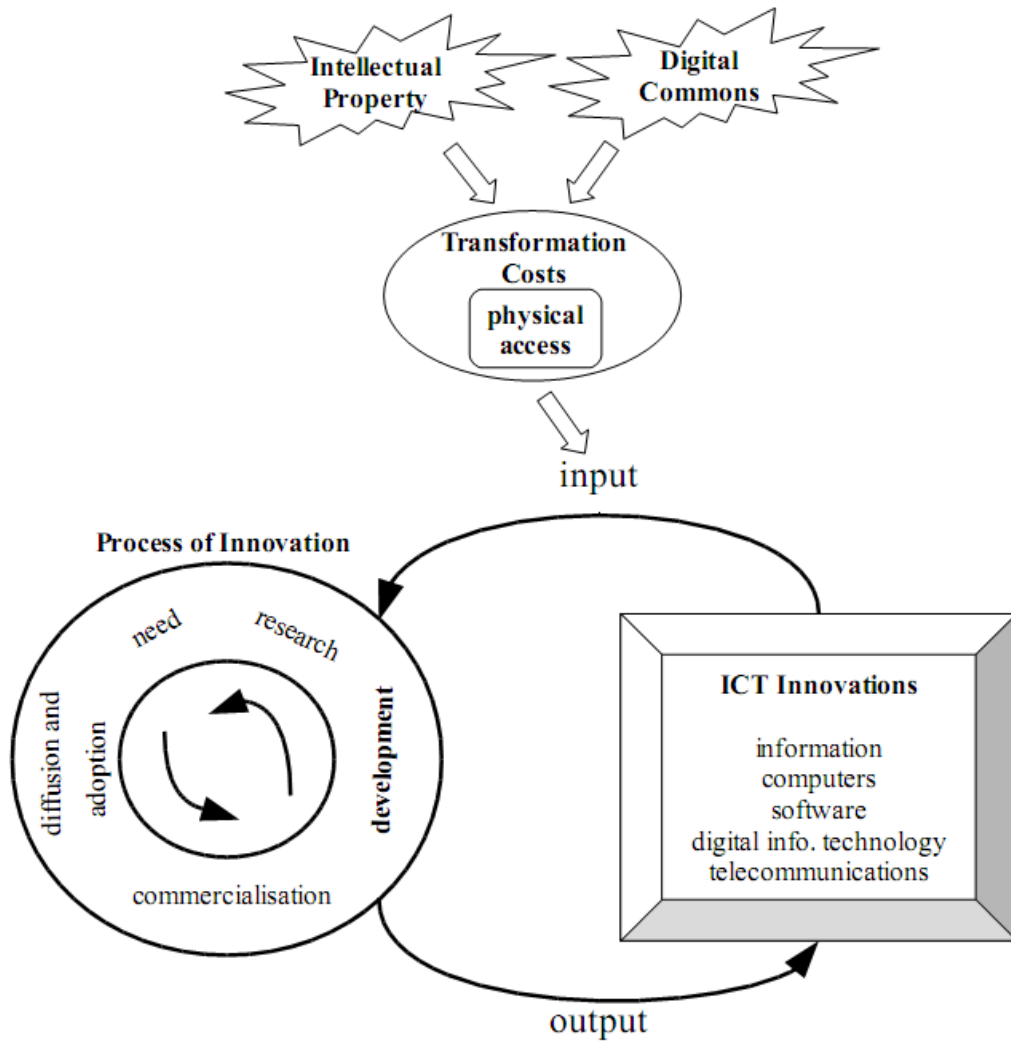 Intellectual
Property
Digital
Commons
Transformation
Costs
physical
access
input
Process of Innovation
need
research
development
diffusion and
adoption
commercialisation
ICT Innovations
information
computers
software
digital info. technology
telecommunications
output